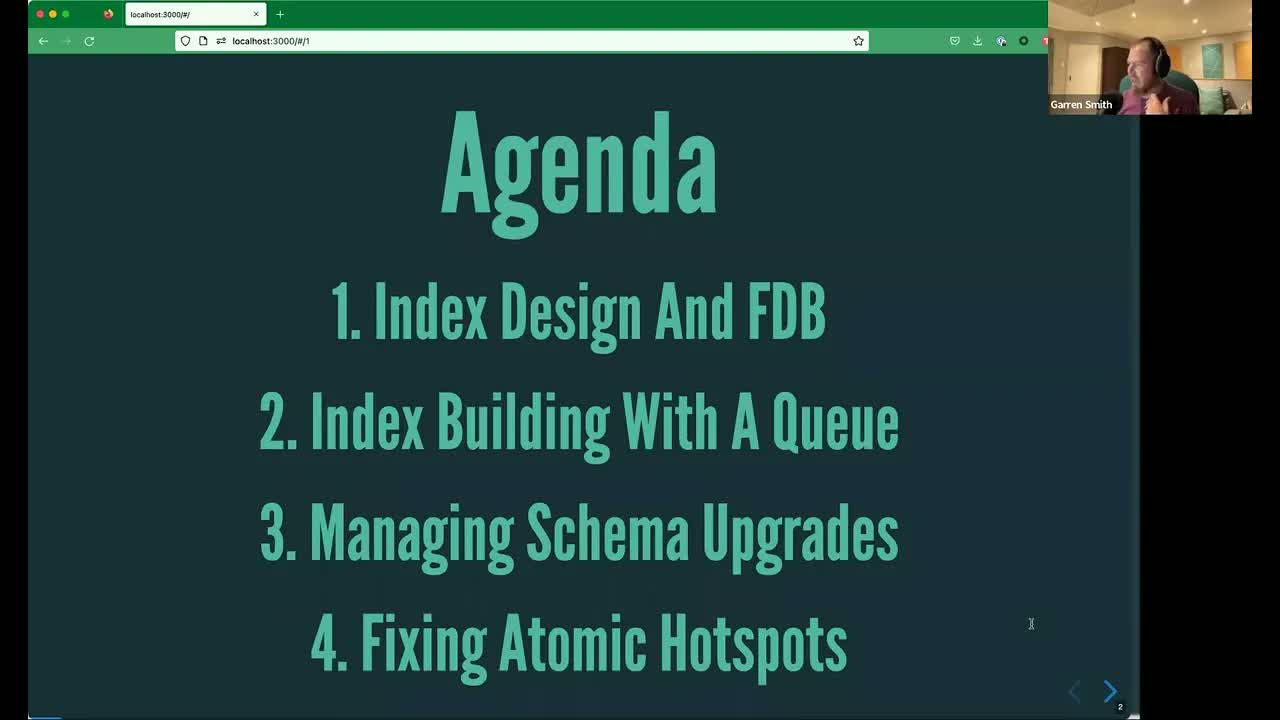 localhost:3000/#/
localhost:3000/#/1
Garren Smith
Agenda
1. Index Design And FDB
2. Index Building With A Queue
3. Managing Schema Upgrades
4. Fixing Atomic Hotspots
2